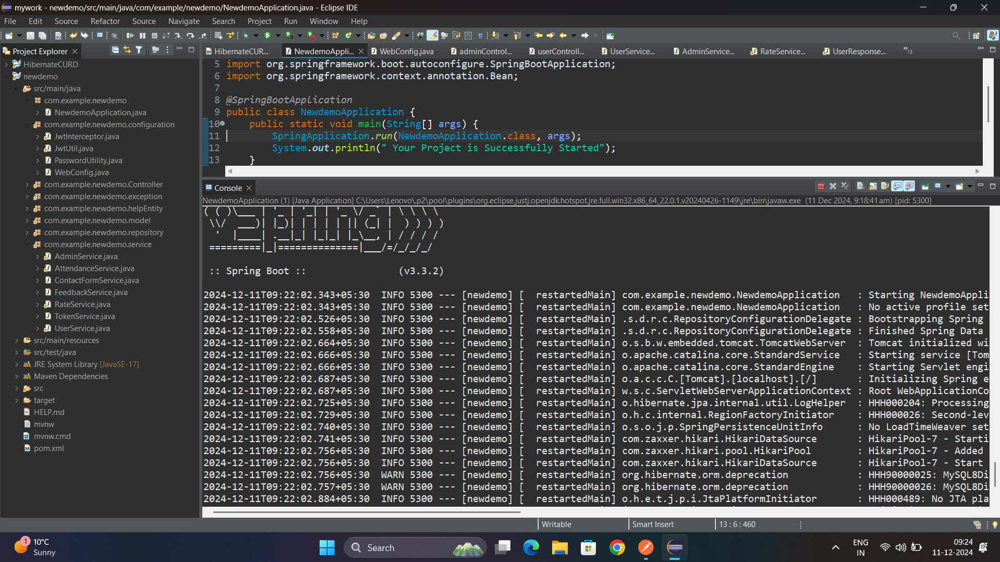 mywork - newdemo/src/main/java/com/example/newdemo/NewdemoApplication.java - Eclipse IDE
File Edit Source Refactor Source Navigate Search Project Run Window Help
Project Explorer
HibernateCUR... NewdemoAppli... WebConfig.java adminControl... userControll... UserService... AdminService... RateService... UserResponse... »13
HibernateCURD
newdemo
src/main/java
com.example.newdemo
NewdemoApplication.java
com.example.newdemo.configuration
JwtInterceptor.java
JwtUtil.java
PasswordUtility.java
WebConfig.java
com.example.newdemo.Controller
com.example.newdemo.exception
com.example.newdemo.helpEntity
com.example.newdemo.model
com.example.newdemo.repository
com.example.newdemo.service
AdminService.java
AttendanceService.java
ContactFormService.java
FeedbackService.java
RateService.java
TokenService.java
UserService.java
src/main/resources
src/test/java
JRE System Library [JavaSE-17]
Maven Dependencies
src
target
HELP.md
mvnw
mvnw.cmd
pom.xml
5 import org.springframework.boot.autoconfigure.SpringBootApplication;
6 import org.springframework.context.annotation.Bean;
7
8 @SpringBootApplication
9 public class NewdemoApplication {
10 public static void main(String[] args) {
11 SpringApplication.run(NewdemoApplication.class, args);
12 System.out.println(" Your Project is Successfully Started");
13 }
Console
NewdemoApplication (1) [Java Application] C:\Users\Lenovo\.p2\pool\plugins\org.eclipse.justj.openjdk.hotspot.jre.full.win32.x86_64_22.0.1.v20240426-1149\jre\bin\javaw.exe (11 Dec 2024, 9:18:41 am) [pid: 5300]
( ( )\___ | '_ | '_| | '_ \/ _` | \ \ \ \
 \\/  ___)| |_)| | | | | || (_| |  ) ) ) )
  '  |____| .__|_| |_|_| |_\__, | / / / /
 =========|_|==============|___/=/_/_/_/
:: Spring Boot :: (v3.3.2)
2024-12-11T09:22:02.343+05:30 INFO 5300 --- [newdemo] [ restartedMain] com.example.newdemo.NewdemoApplication : Starting NewdemoAppli
2024-12-11T09:22:02.343+05:30 INFO 5300 --- [newdemo] [ restartedMain] com.example.newdemo.NewdemoApplication : No active profile set
2024-12-11T09:22:02.526+05:30 INFO 5300 --- [newdemo] [ restartedMain] .s.d.r.c.RepositoryConfigurationDelegate : Bootstrapping Spring
2024-12-11T09:22:02.558+05:30 INFO 5300 --- [newdemo] [ restartedMain] .s.d.r.c.RepositoryConfigurationDelegate : Finished Spring Data
2024-12-11T09:22:02.664+05:30 INFO 5300 --- [newdemo] [ restartedMain] o.s.b.w.embedded.tomcat.TomcatWebServer : Tomcat initialized wi
2024-12-11T09:22:02.666+05:30 INFO 5300 --- [newdemo] [ restartedMain] o.apache.catalina.core.StandardService : Starting service [Tom
2024-12-11T09:22:02.666+05:30 INFO 5300 --- [newdemo] [ restartedMain] o.apache.catalina.core.StandardEngine : Starting Servlet engi
2024-12-11T09:22:02.687+05:30 INFO 5300 --- [newdemo] [ restartedMain] o.a.c.c.C.[Tomcat].[localhost].[/] : Initializing Spring e
2024-12-11T09:22:02.687+05:30 INFO 5300 --- [newdemo] [ restartedMain] w.s.c.ServletWebServerApplicationContext : Root WebApplicationCo
2024-12-11T09:22:02.725+05:30 INFO 5300 --- [newdemo] [ restartedMain] o.hibernate.jpa.internal.util.LogHelper : HHH000204: Processing
2024-12-11T09:22:02.729+05:30 INFO 5300 --- [newdemo] [ restartedMain] o.h.c.internal.RegionFactoryInitiator : HHH000026: Second-lev
2024-12-11T09:22:02.740+05:30 INFO 5300 --- [newdemo] [ restartedMain] o.s.o.j.p.SpringPersistenceUnitInfo : No LoadTimeWeaver set
2024-12-11T09:22:02.741+05:30 INFO 5300 --- [newdemo] [ restartedMain] com.zaxxer.hikari.HikariDataSource : HikariPool-7 - Starti
2024-12-11T09:22:02.756+05:30 INFO 5300 --- [newdemo] [ restartedMain] com.zaxxer.hikari.pool.HikariPool : HikariPool-7 - Added
2024-12-11T09:22:02.756+05:30 INFO 5300 --- [newdemo] [ restartedMain] com.zaxxer.hikari.HikariDataSource : HikariPool-7 - Start
2024-12-11T09:22:02.756+05:30 WARN 5300 --- [newdemo] [ restartedMain] org.hibernate.orm.deprecation : HHH90000025: MySQL8Di
2024-12-11T09:22:02.757+05:30 WARN 5300 --- [newdemo] [ restartedMain] org.hibernate.orm.deprecation : HHH90000026: MySQL8Di
2024-12-11T09:22:02.884+05:30 INFO 5300 --- [newdemo] [ restartedMain] o.h.e.t.j.p.i.JtaPlatformInitiator : HHH000489: No JTA pla
Writable Smart Insert 13 : 6 : 460
1
10°C
Sunny
Search
ENG
IN
09:24
11-12-2024